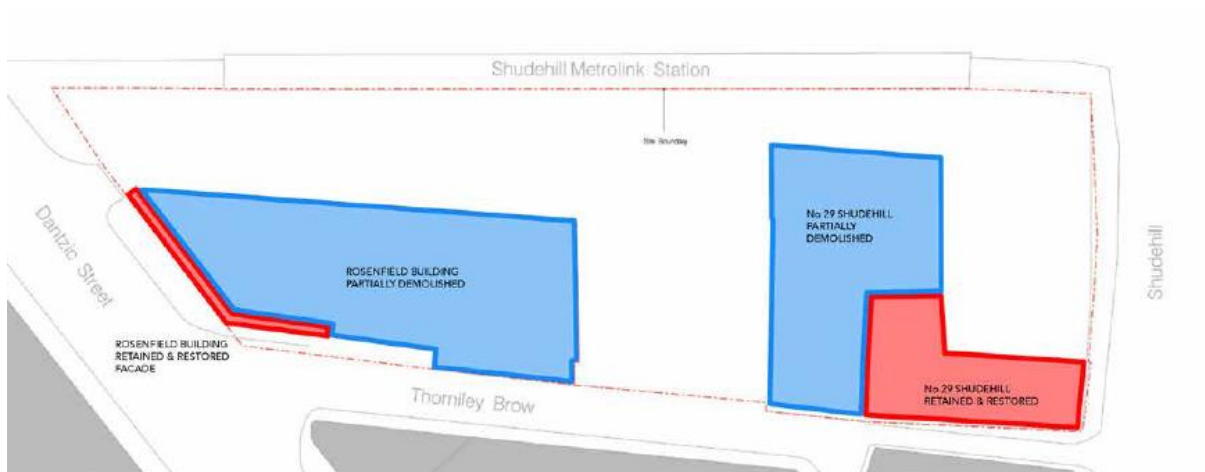 Shudehill Metrolink Station
Site Boundary
No 29 SHUDEHILL
PARTIALLY
DEMOLISHED
Dantzic Street
Shudehill
ROSENFIELD BUILDING
PARTIALLY DEMOLISHED
ROSENFIELD BUILDING
RETAINED & RESTORED
FACADE
No 29 SHUDEHILL
RETAINED & RESTORED
Thorniley Brow